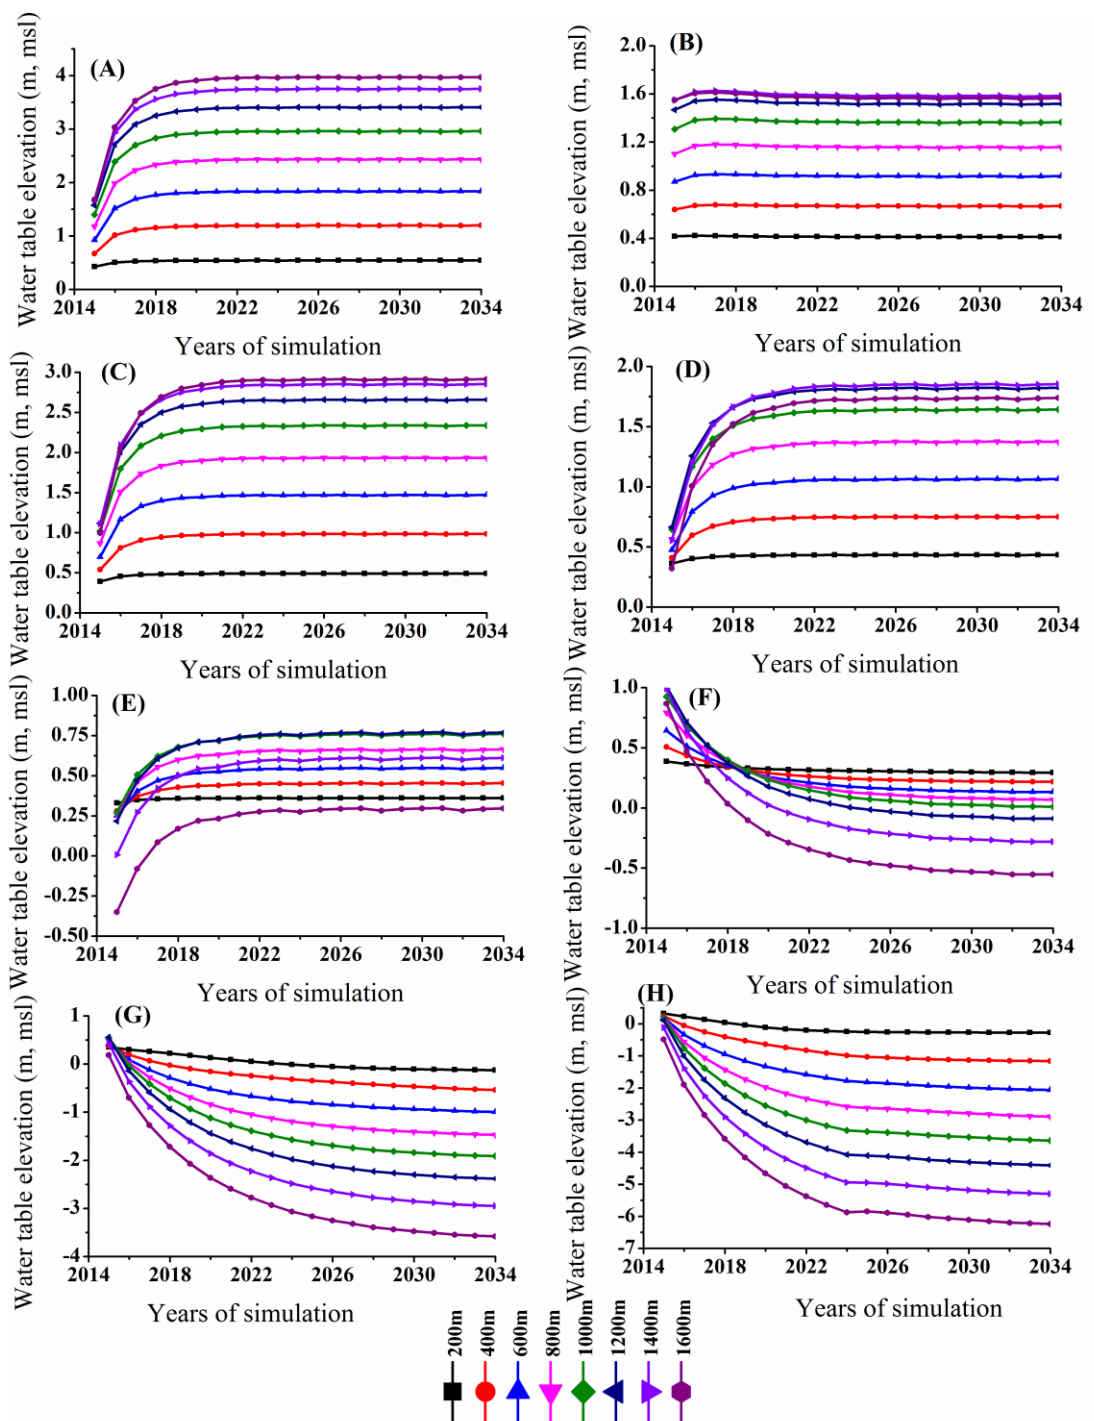 Water table elevation (m, msl)
(A)
4
3
2
1
0
2014 2018 2022 2026 2030 2034
Years of simulation
Water table elevation (m, msl)
(B)
2.0
1.6
1.2
0.8
0.4
0.0
2014 2018 2022 2026 2030 2034
Years of simulation
Water table elevation (m, msl)
(C)
3.0
2.5
2.0
1.5
1.0
0.5
0.0
2014 2018 2022 2026 2030 2034
Years of simulation
Water table elevation (m, msl)
(D)
2.0
1.5
1.0
0.5
0.0
2014 2018 2022 2026 2030 2034
Years of simulation
Water table elevation (m, msl)
(E)
1.00
0.75
0.50
0.25
0.00
-0.25
-0.50
2014 2018 2022 2026 2030 2034
Years of simulation
Water table elevation (m, msl)
(F)
1.0
0.5
0.0
-0.5
-1.0
2014 2018 2022 2026 2030 2034
Years of simulation
Water table elevation (m, msl)
(G)
1
0
-1
-2
-3
-4
2014 2018 2022 2026 2030 2034
Years of simulation
Water table elevation (m, msl)
(H)
0
-1
-2
-3
-4
-5
-6
-7
2014 2018 2022 2026 2030 2034
Years of simulation
200m
400m
600m
800m
1000m
1200m
1400m
1600m